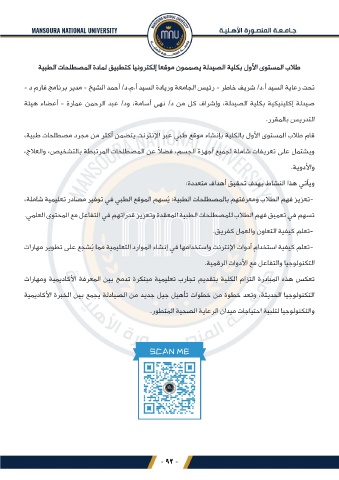 MANSOURA NATIONAL UNIVERSITY
جـامـعـة المنـصـورة الأهـلـيـة
MNU
طلاب المستوى الأول بكلية الصيدلة يصممون موقعا إلكترونيا كتطبيق لمادة المصطلحات الطبية
تحت رعاية السيد أ.د/ شريف خاطر - رئيس الجامعة وريادة السيد أ.م.د/ أحمد الشيخ - مدير برنامج فارم د -
صيدلة إكلينيكية بكلية الصيدلة، وإشراف كل من د/ نهى أسامة، ود/ عبد الرحمن عمارة - أعضاء هيئة
التدريس بالمقرر.
قام طلاب المستوى الأول بالكلية بإنشاء موقع طبي عبر الإنترنت يتضمن أكثر من مجرد مصطلحات طبية،
ويشتمل على تعريفات شاملة لجميع أجهزة الجسم، فضلاً عن المصطلحات المرتبطة بالتشخيص، والعلاج،
والأدوية.
ويأتي هذا النشاط بهدف تحقيق أهداف متعددة:
-تعزيز فهم الطلاب ومعرفتهم بالمصطلحات الطبية: يُسهم الموقع الطبي في توفير مصادر تعليمية شاملة،
تسهم في تعميق فهم الطلاب للمصطلحات الطبية المعقدة وتعزيز قدراتهم في التفاعل مع المحتوى العلمي.
-تعلم كيفية التعاون والعمل كفريق.
-تعلم كيفية استخدام أدوات الإنترنت واستخدامها في إنشاء الموارد التعليمية مما يُشجع على تطوير مهارات
التكنولوجيا والتفاعل مع الأدوات الرقمية.
تعكس هذه المبادرة التزام الكلية بتقديم تجارب تعليمية مبتكرة تدمج بين المعرفة الأكاديمية ومهارات
التكنولوجيا الحديثة، وتعد خطوة من خطوات تأهيل جيل جديد من الصيادلة يجمع بين الخبرة الأكاديمية
والتكنولوجيا لتلبية احتياجات ميدان الرعاية الصحية المتطور.
SCAN ME
- ٩٢ -